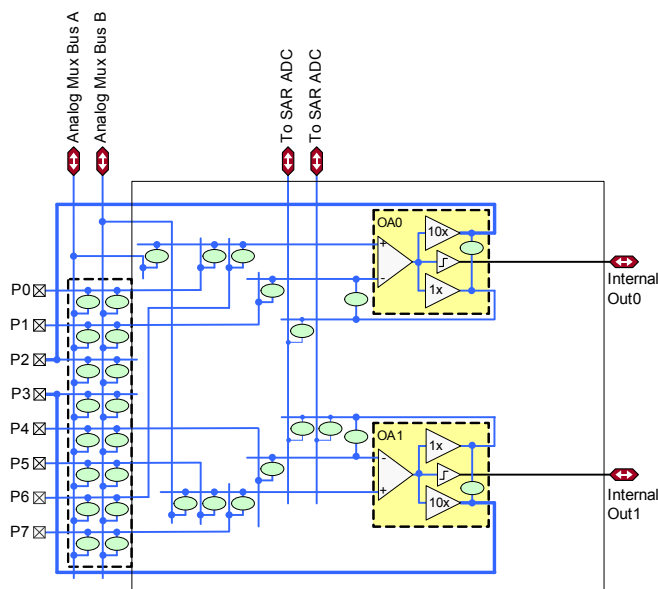 Analog Mux Bus A
Analog Mux Bus B
To SAR ADC
To SAR ADC
OA0
+
-
10x
1x
Internal
Out0
P0
P1
P2
P3
P4
P5
P6
P7
OA1
-
+
1x
10x
Internal
Out1